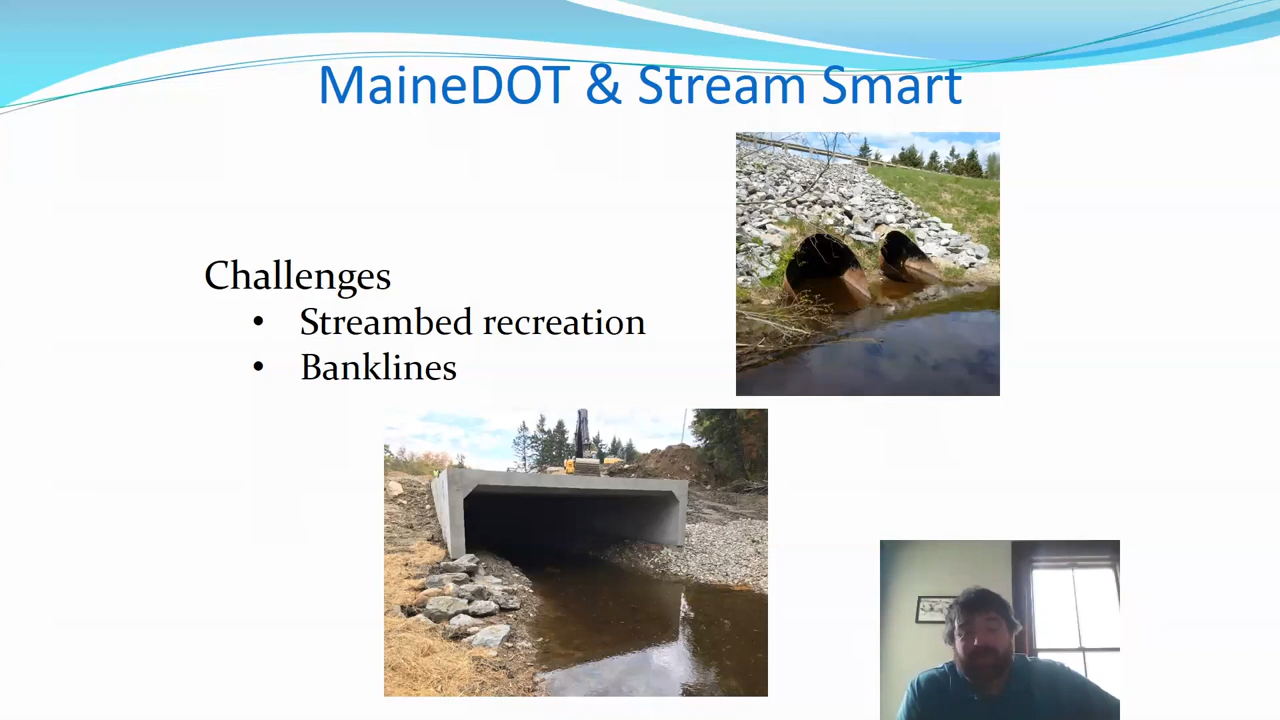 MaineDOT & Stream Smart
Challenges
• Streambed recreation
• Banklines